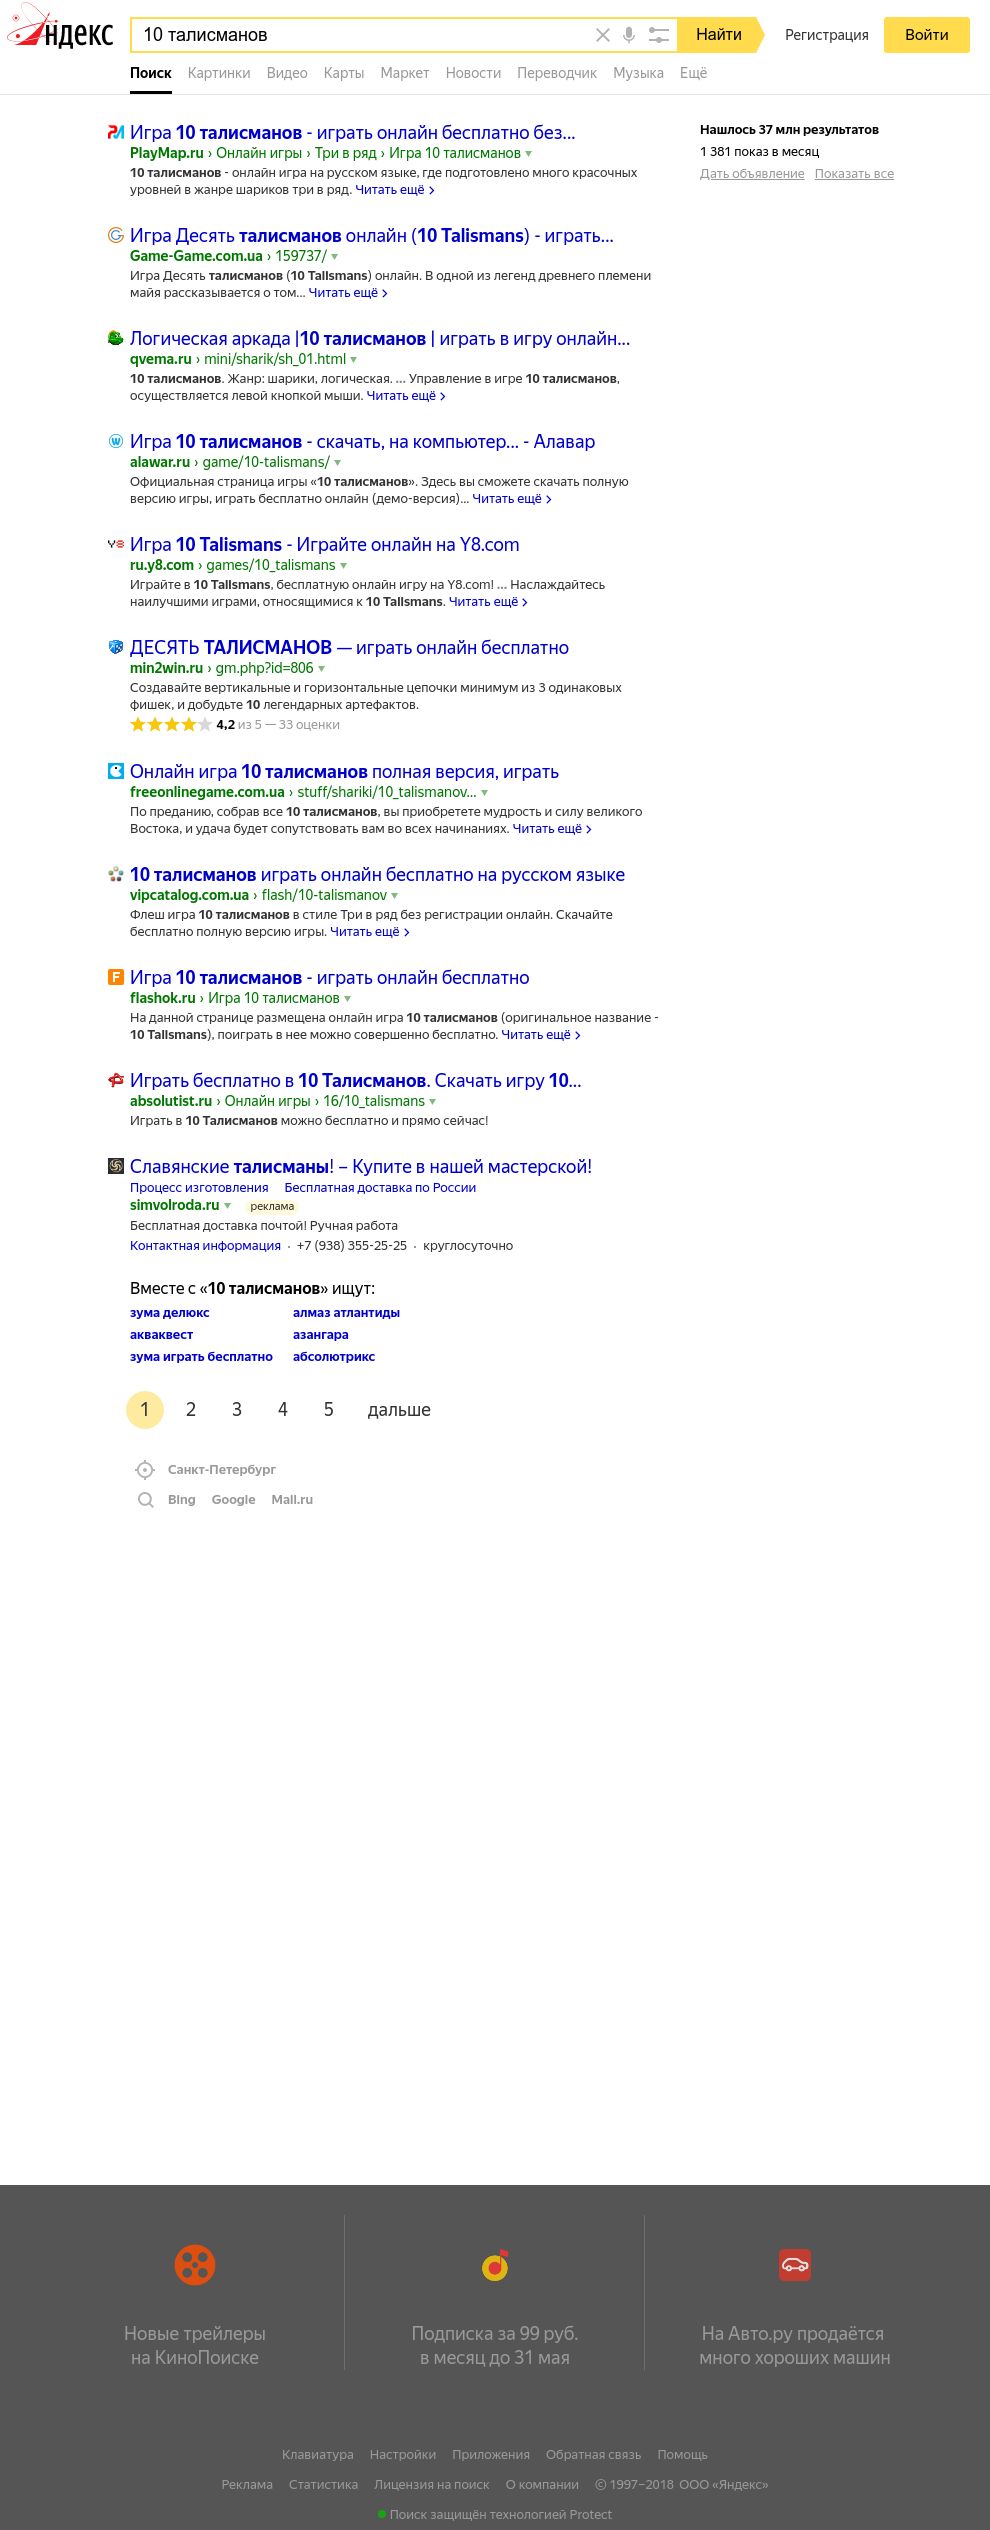 Яндекс
10 талисманов
Найти
Регистрация
Войти
Поиск Картинки Видео Карты Маркет Новости Переводчик Музыка Ещё
Игра 10 талисманов - играть онлайн бесплатно без...
PlayMap.ru › Онлайн игры › Три в ряд › Игра 10 талисманов
10 талисманов - онлайн игра на русском языке, где подготовлено много красочных
уровней в жанре шариков три в ряд. Читать ещё >
Нашлось 37 млн результатов
1 381 показ в месяц
Дать объявление Показать все
Игра Десять талисманов онлайн (10 Talismans) - играть...
Game-Game.com.ua › 159737/
Игра Десять талисманов (10 Talismans) онлайн. В одной из легенд древнего племени
майя рассказывается о том... Читать ещё >
Логическая аркада |10 талисманов | играть в игру онлайн...
qvema.ru › mini/sharik/sh_01.html
10 талисманов. Жанр: шарики, логическая. ... Управление в игре 10 талисманов,
осуществляется левой кнопкой мыши. Читать ещё >
Игра 10 талисманов - скачать, на компьютер... - Алавар
alawar.ru › game/10-talismans/
Официальная страница игры «10 талисманов». Здесь вы сможете скачать полную
версию игры, играть бесплатно онлайн (демо-версия)... Читать ещё >
Игра 10 Talismans - Играйте онлайн на Y8.com
ru.y8.com › games/10_talismans
Играйте в 10 Talismans, бесплатную онлайн игру на Y8.com! ... Наслаждайтесь
наилучшими играми, относящимися к 10 Talismans. Читать ещё >
ДЕСЯТЬ ТАЛИСМАНОВ — играть онлайн бесплатно
min2win.ru › gm.php?id=806
Создавайте вертикальные и горизонтальные цепочки минимум из 3 одинаковых
фишек, и добудьте 10 легендарных артефактов.
4,2 из 5 — 33 оценки
Онлайн игра 10 талисманов полная версия, играть
freeonlinegame.com.ua › stuff/shariki/10_talismanov...
По преданию, собрав все 10 талисманов, вы приобретете мудрость и силу великого
Востока, и удача будет сопутствовать вам во всех начинаниях. Читать ещё >
10 талисманов играть онлайн бесплатно на русском языке
vipcatalog.com.ua › flash/10-talismanov
Флеш игра 10 талисманов в стиле Три в ряд без регистрации онлайн. Скачайте
бесплатно полную версию игры. Читать ещё >
Игра 10 талисманов - играть онлайн бесплатно
flashok.ru › Игра 10 талисманов
На данной странице размещена онлайн игра 10 талисманов (оригинальное название -
10 Talismans), поиграть в нее можно совершенно бесплатно. Читать ещё >
Играть бесплатно в 10 Талисманов. Скачать игру 10...
absolutist.ru › Онлайн игры › 16/10_talismans
Играть в 10 Талисманов можно бесплатно и прямо сейчас!
Славянские талисманы! – Купите в нашей мастерской!
Процесс изготовления Бесплатная доставка по России
simvolroda.ru реклама
Бесплатная доставка почтой! Ручная работа
Контактная информация · +7 (938) 355-25-25 · круглосуточно
Вместе с «10 талисманов» ищут:
зума делюкс алмаз атлантиды
акваквест азангара
зума играть бесплатно абсолютрикс
1 2 3 4 5 дальше
Санкт-Петербург
Bing Google Mail.ru
Новые трейлеры
на КиноПоиске
Подписка за 99 руб.
в месяц до 31 мая
На Авто.ру продаётся
много хороших машин
Клавиатура Настройки Приложения Обратная связь Помощь
Реклама Статистика Лицензия на поиск О компании © 1997–2018 ООО «Яндекс»
Поиск защищён технологией Protect